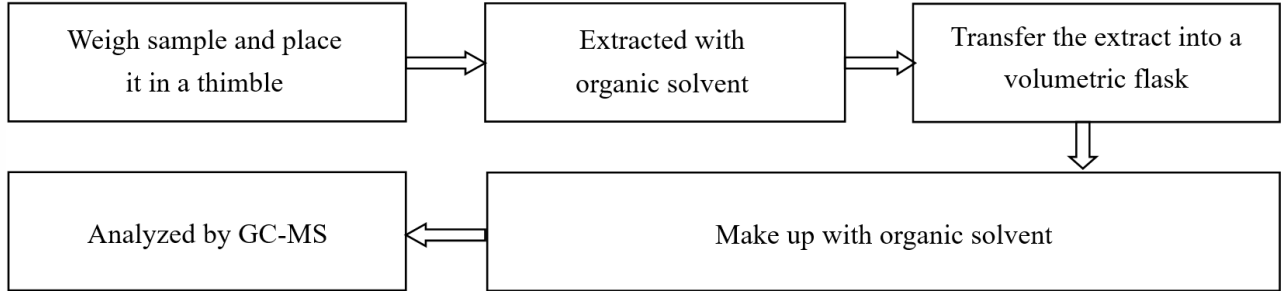 Weigh sample and place
it in a thimble
Extracted with
organic solvent
Transfer the extract into a
volumetric flask
Make up with organic solvent
Analyzed by GC-MS